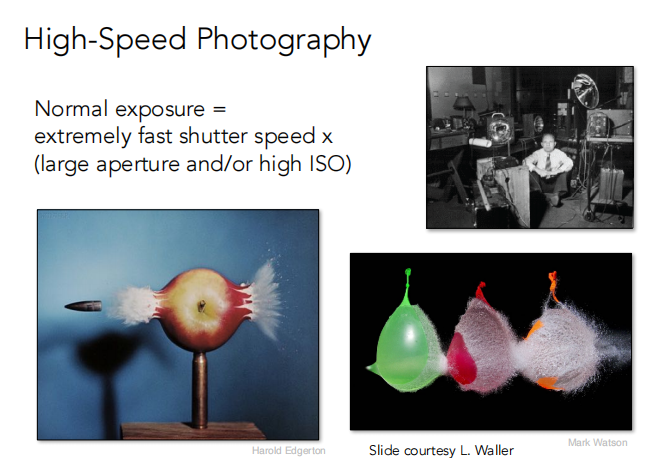 High-Speed Photography
Normal exposure =
extremely fast shutter speed x
(large aperture and/or high ISO)
Harold Edgerton
Slide courtesy L. Waller
Mark Watson